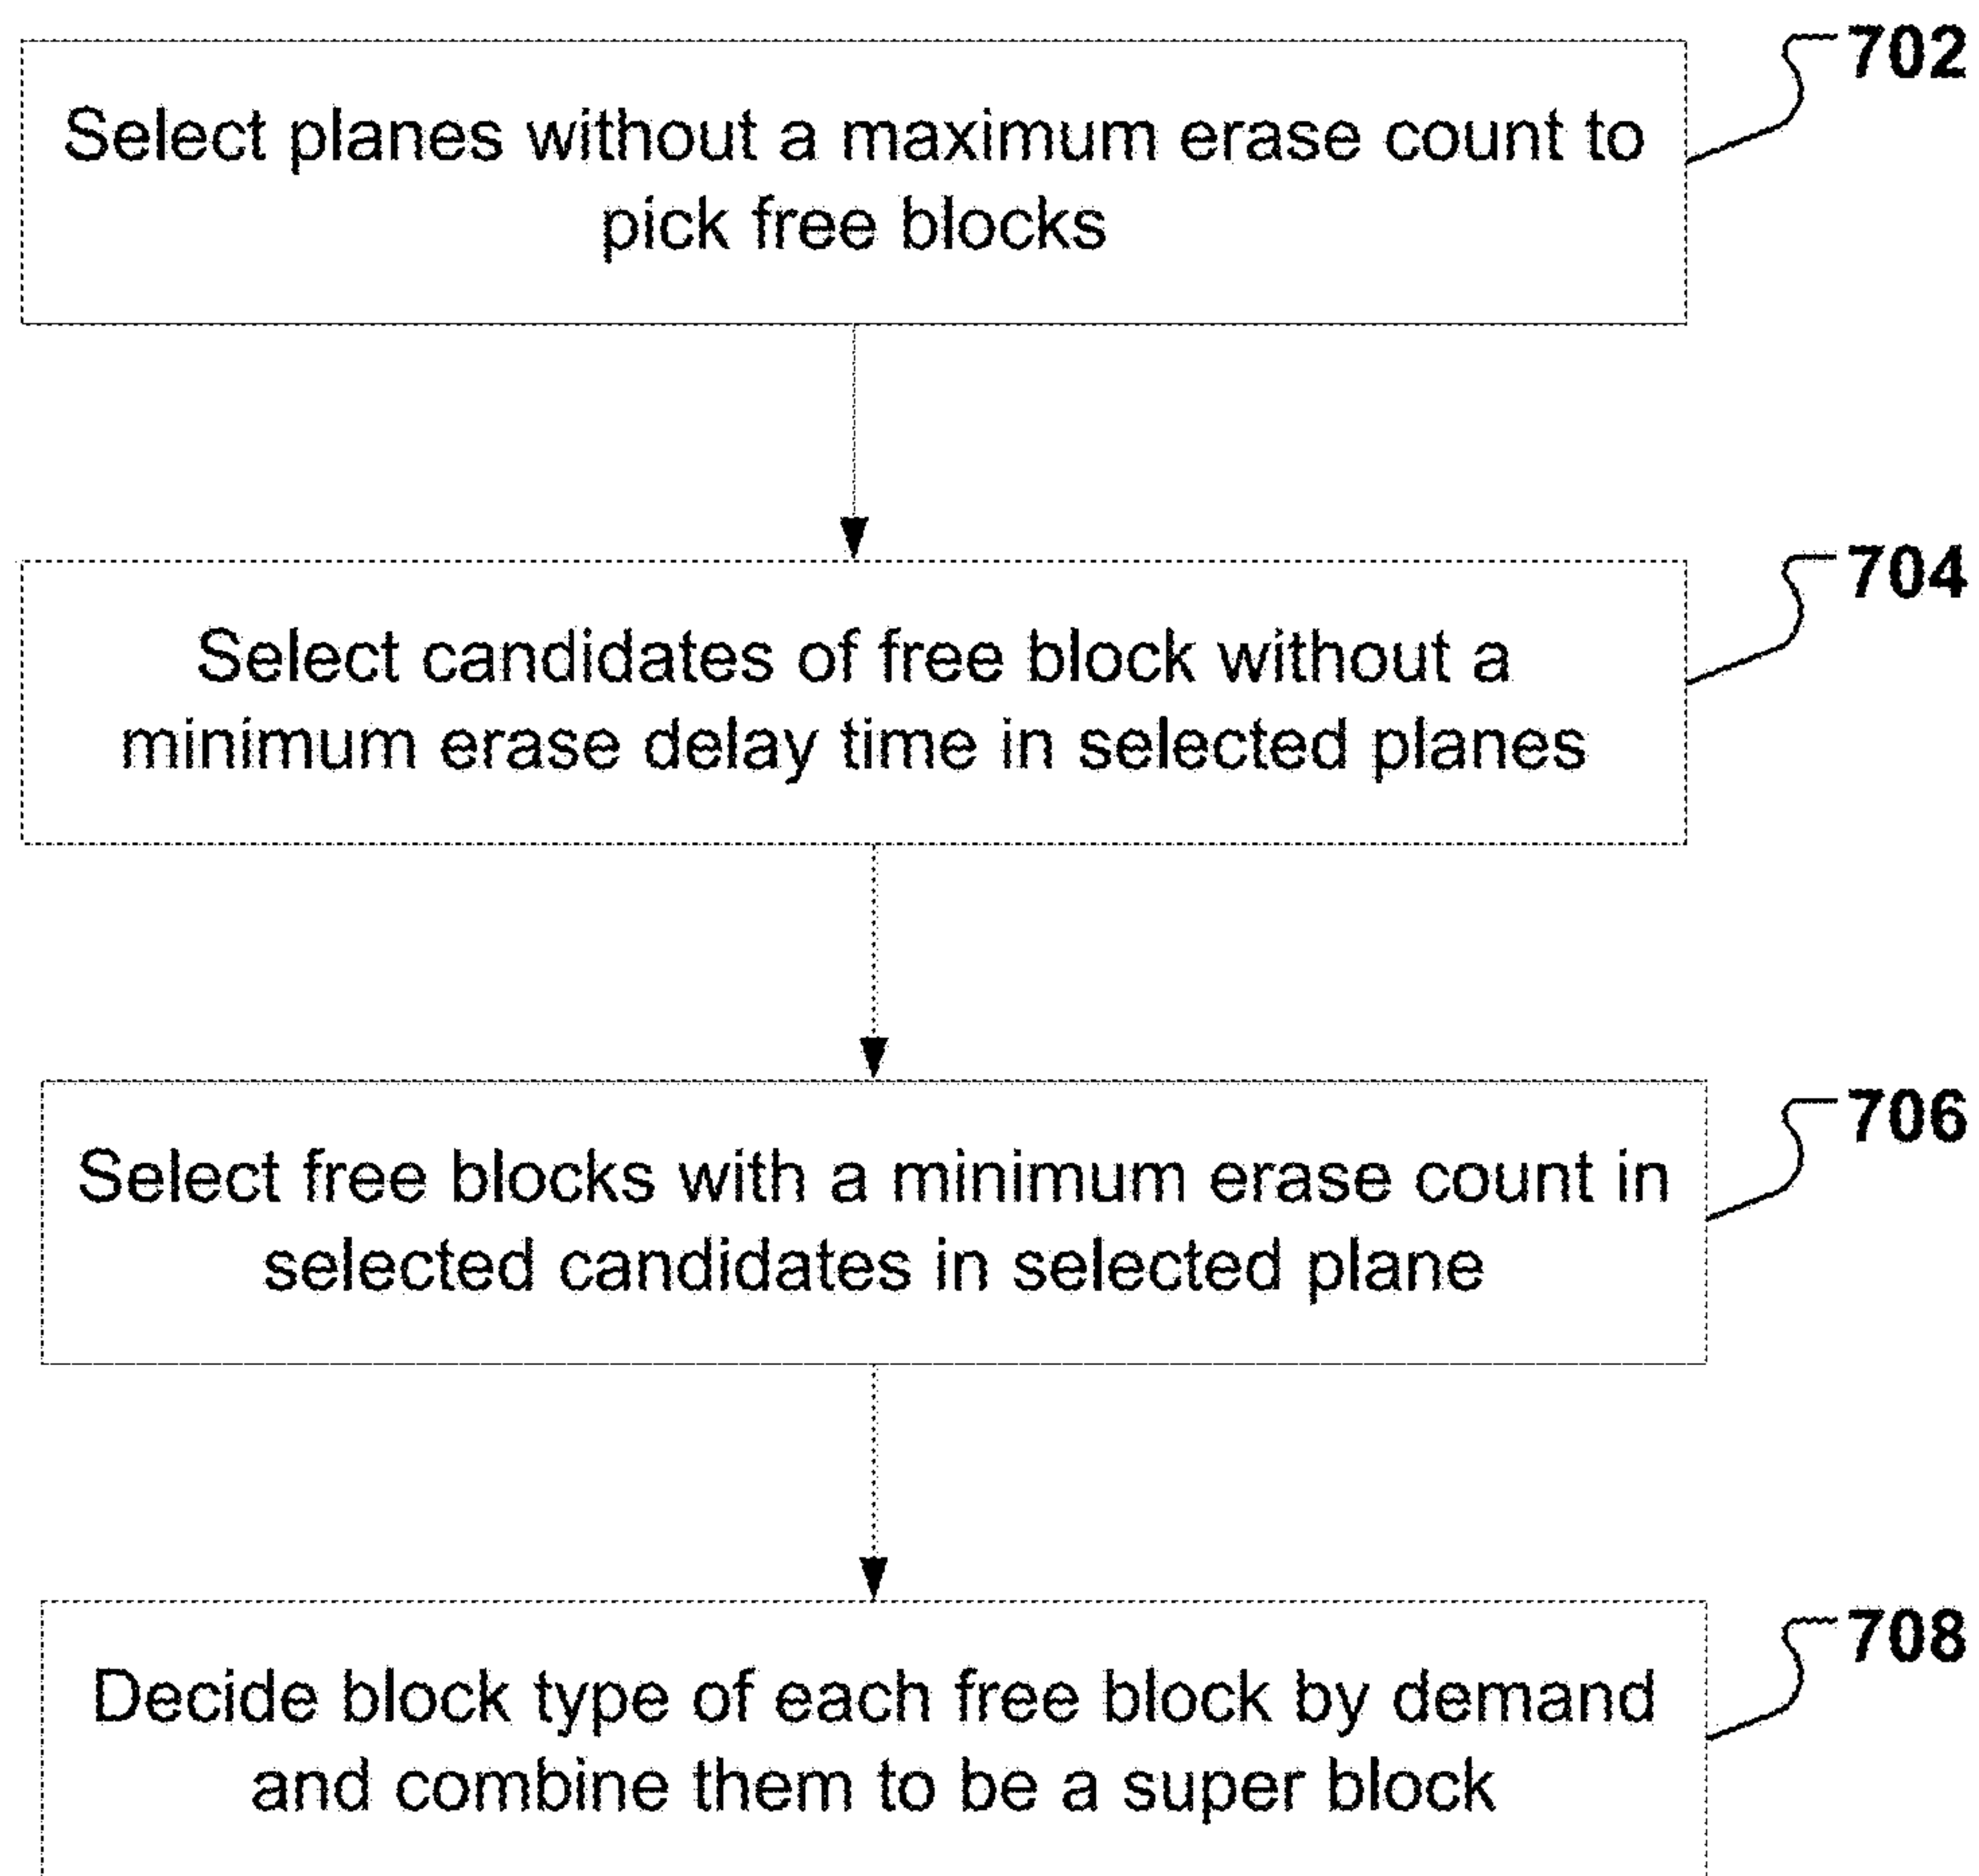 702
Select planes without a maximum erase count to
pick free blocks
704
Select candidates of free block without a
minimum erase delay time in selected planes
706
Select free blocks with a minimum erase count in
selected candidates in selected plane
708
Decide block type of each free block by demand
and combine them to be a super block